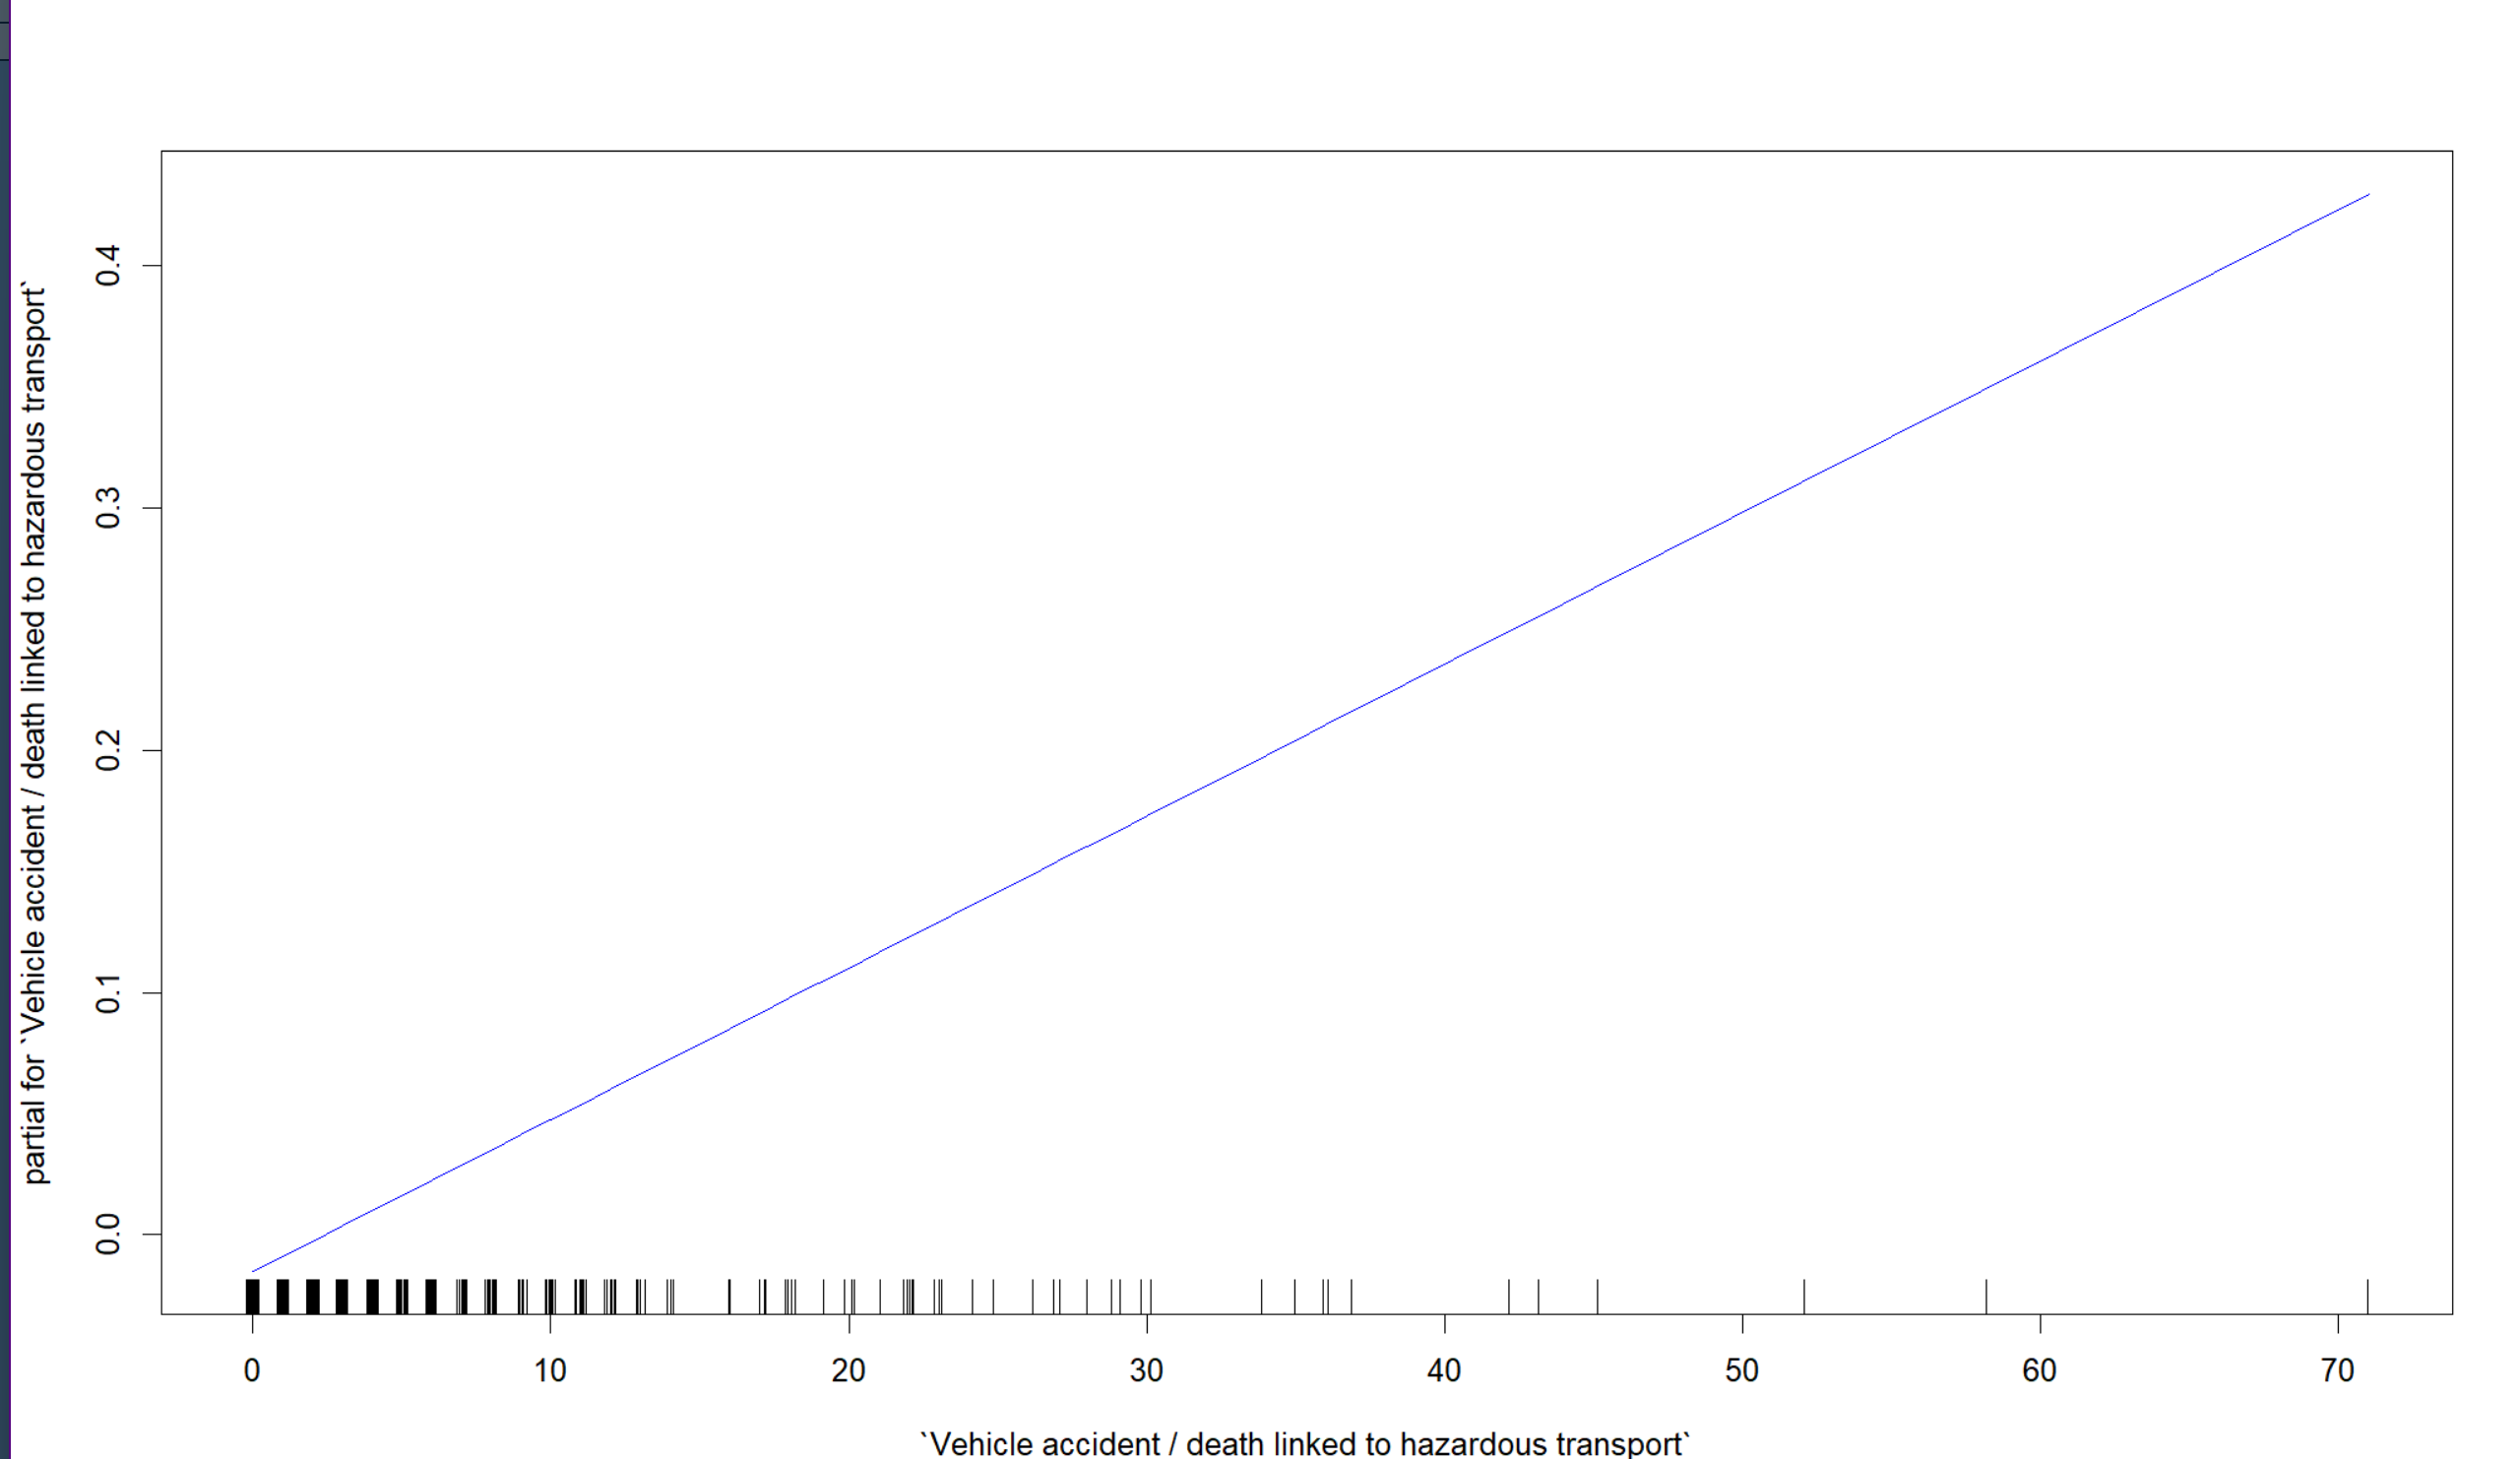 partial for `Vehicle accident / death linked to hazardous transport`
0.4
0.3
0.2
0.1
0.0
0 10 20 30 40 50 60 70
`Vehicle accident / death linked to hazardous transport`